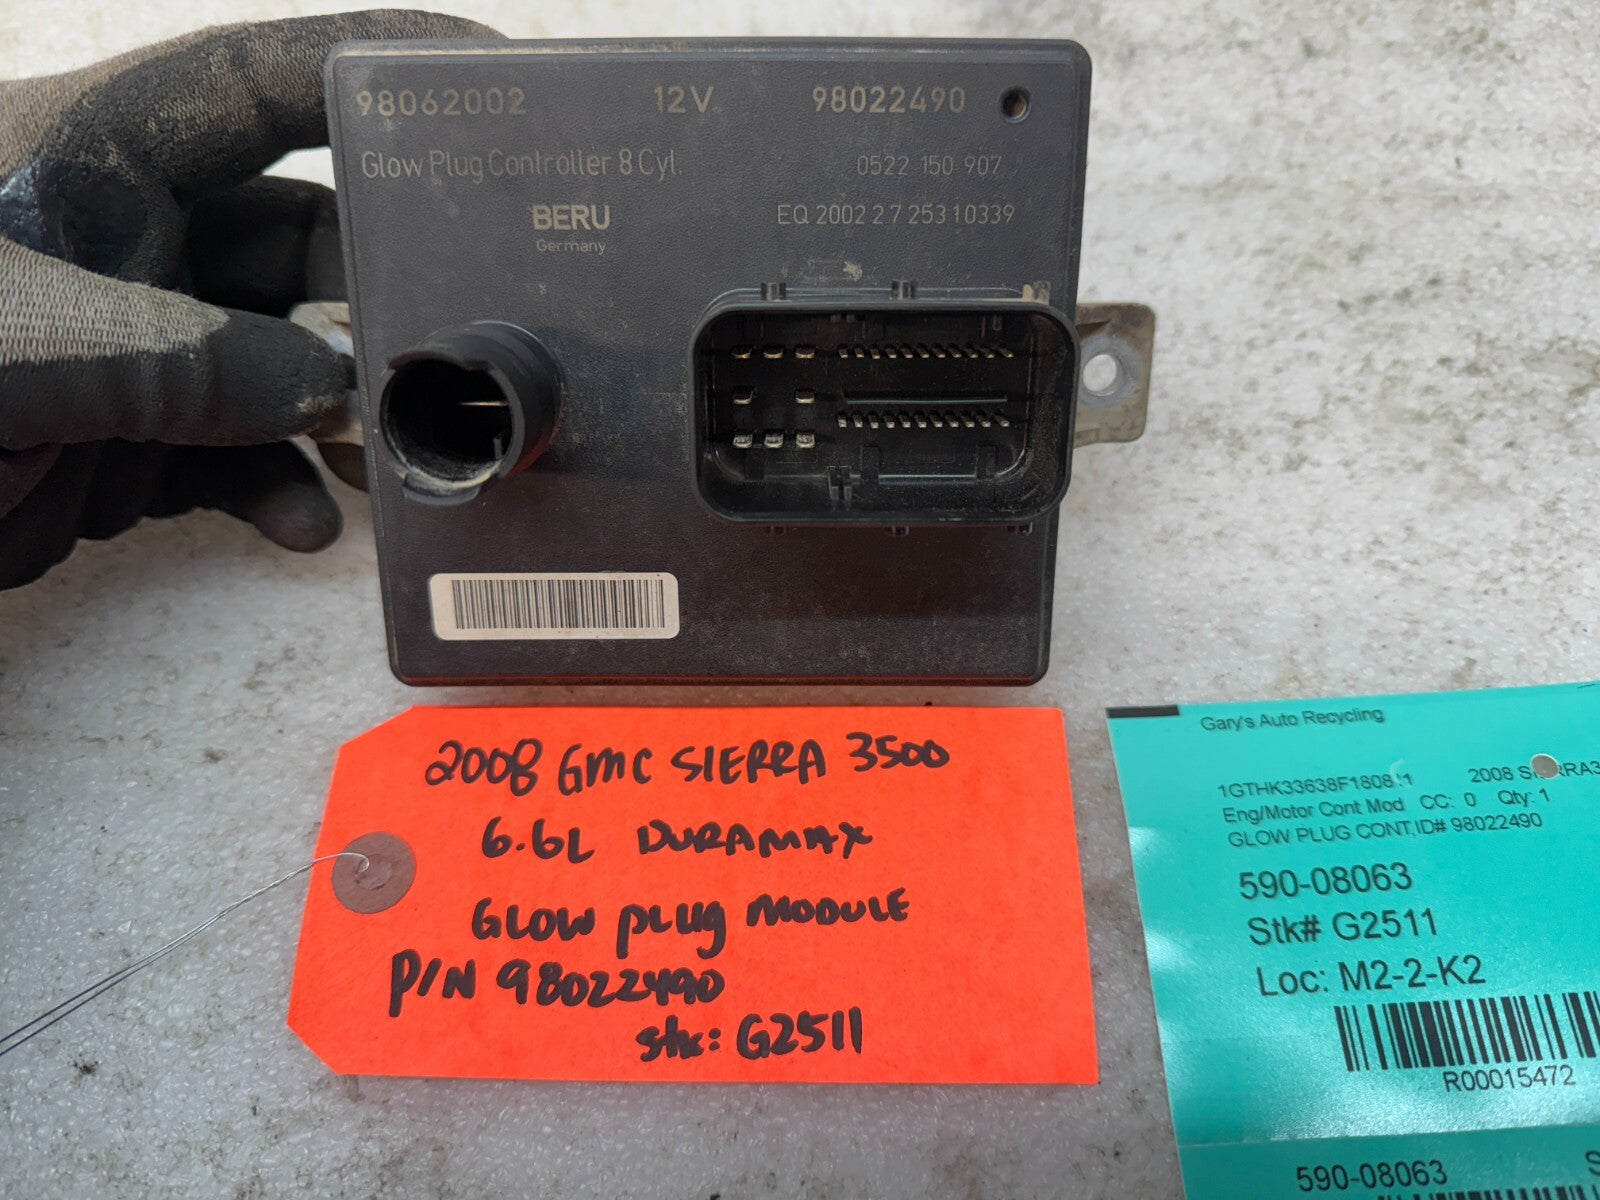 98062002 12V 98022490
Glow Plug Controller 8 Cyl. 0522 150 907
BERU EQ 2002 2 7 253 10339
Germany
2008 GMC SIERRA 3500
6.6L DURAMAX
GLOW PLUG MODULE
P/N 98022490
stk: G2511
Gary's Auto Recycling
2008
Eng/Motor Cont Mod CC: 0 Qty: 1
GLOW PLUG CONT,ID# 98022490
590-08063
Stk# G2511
Loc: M2-2-K2
R00015472
590-08063